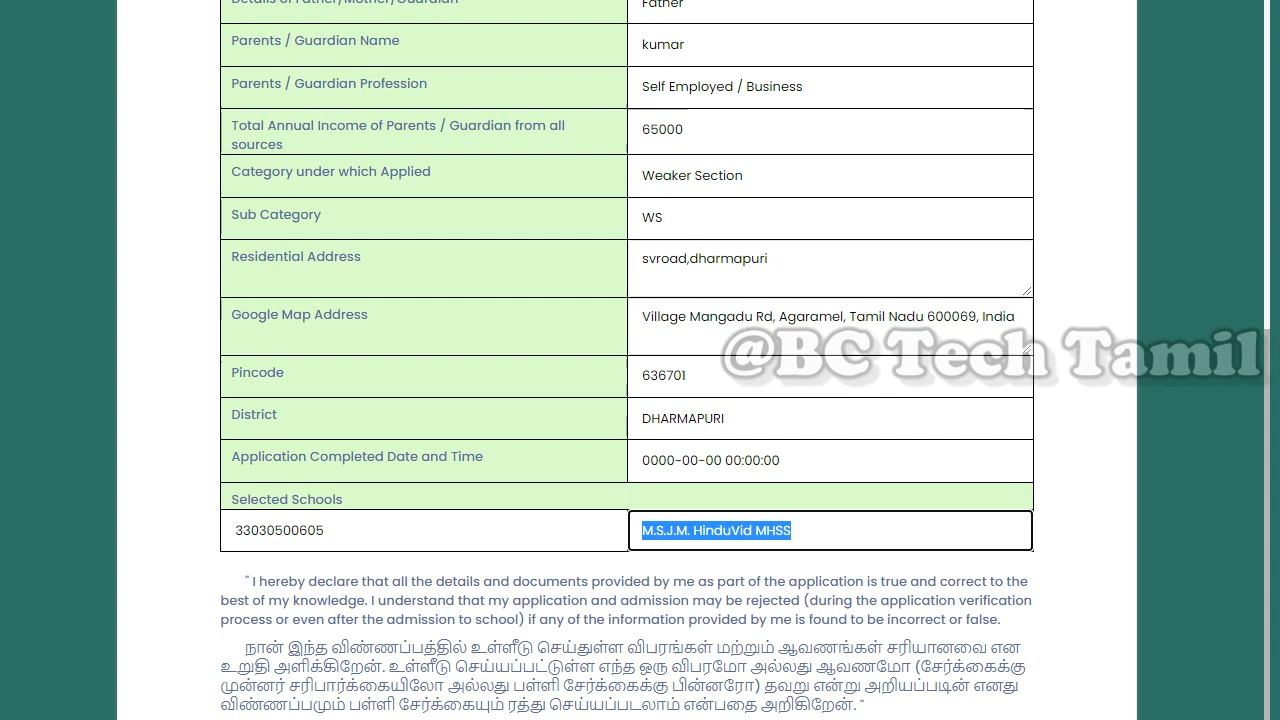 Details of Father/Mother/Guardian Father
Parents / Guardian Name kumar
Parents / Guardian Profession Self Employed / Business
Total Annual Income of Parents / Guardian from all 65000
sources
Category under which Applied Weaker Section
Sub Category WS
Residential Address svroad,dharmapuri
Google Map Address Village Mangadu Rd, Agaramel, Tamil Nadu 600069, India
@BC Tech Tamil
Pincode 636701
District DHARMAPURI
Application Completed Date and Time 0000-00-00 00:00:00
Selected Schools
33030500605 M.S.J.M. HinduVid MHSS
" I hereby declare that all the details and documents provided by me as part of the application is true and correct to the
best of my knowledge. I understand that my application and admission may be rejected (during the application verification
process or even after the admission to school) if any of the information provided by me is found to be incorrect or false.
நான் இந்த விண்ணப்பத்தில் உள்ளீடு செய்துள்ள விபரங்கள் மற்றும் ஆவணங்கள் சரியானவை என
உறுதி அளிக்கிறேன். உள்ளீடு செய்யப்பட்டுள்ள எந்த ஒரு விபரமோ அல்லது ஆவணமோ (சேர்க்கைக்கு
முன்னர் சரிபார்க்கையிலோ அல்லது பள்ளி சேர்க்கைக்கு பின்னரோ) தவறு என்று அறியப்படின் எனது
விண்ணப்பமும் பள்ளி சேர்க்கையும் ரத்து செய்யப்படலாம் என்பதை அறிகிறேன். "